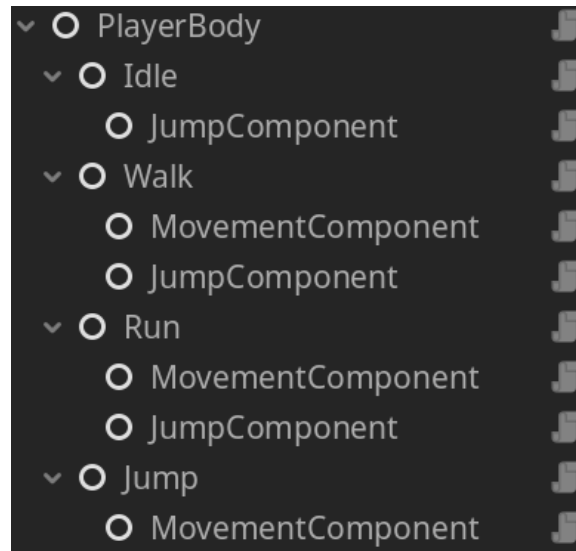 PlayerBody
Idle
JumpComponent
Walk
MovementComponent
JumpComponent
Run
MovementComponent
JumpComponent
Jump
MovementComponent